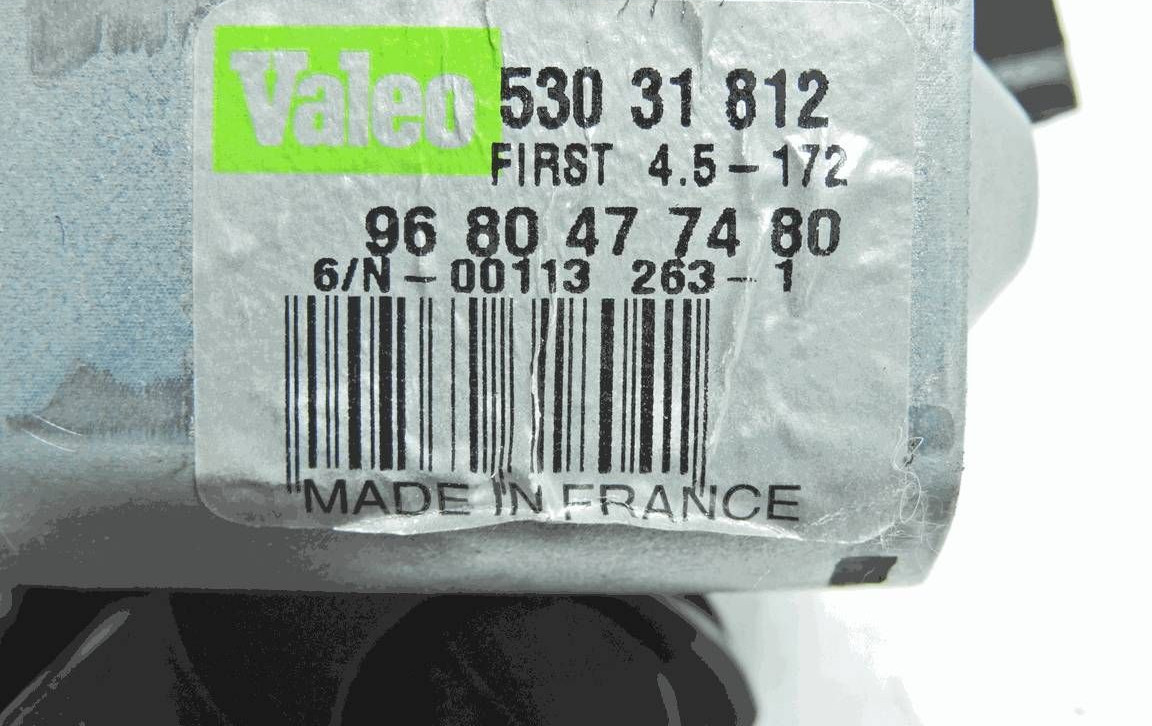 Valeo 530 31 812
FIRST 4.5-172
96 80 47 74 80
6/N-00113 263-1
MADE IN FRANCE